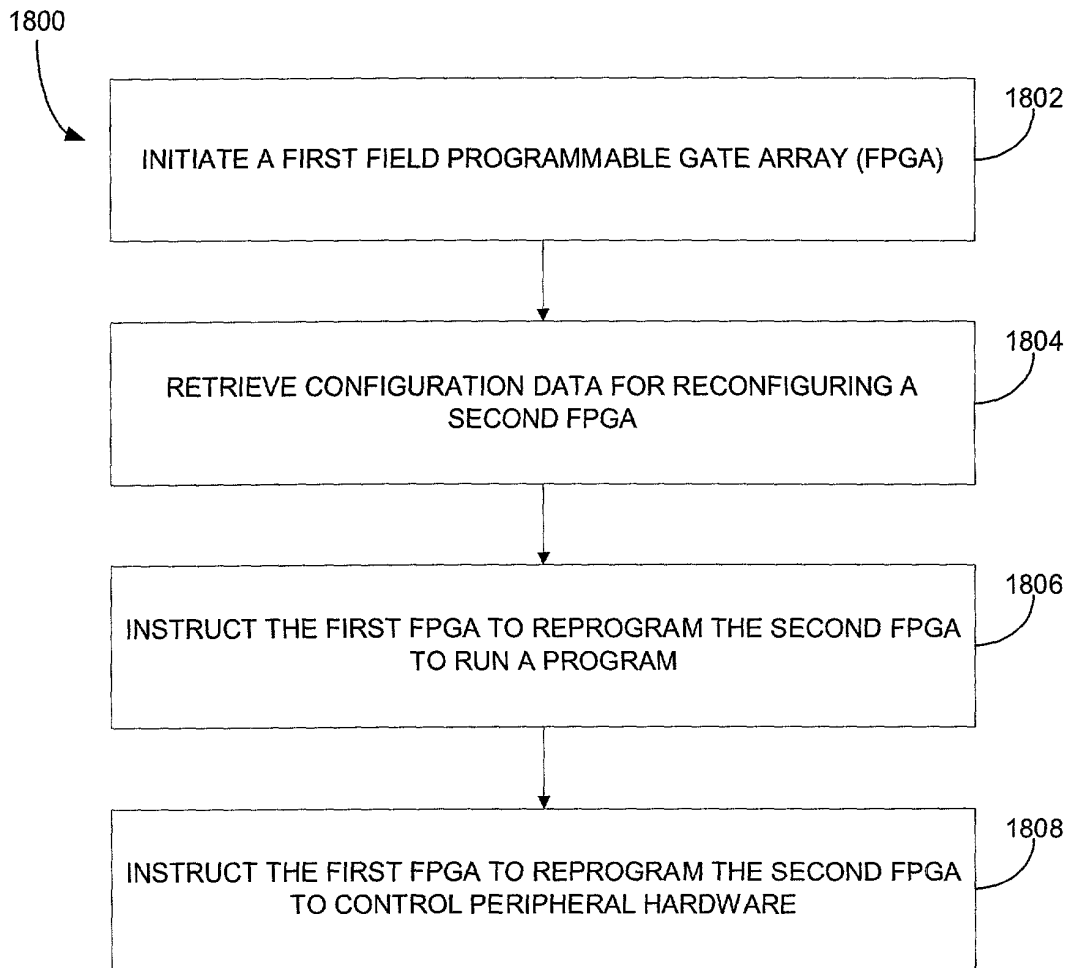 1800
1802
INITIATE A FIRST FIELD PROGRAMMABLE GATE ARRAY (FPGA)
1804
RETRIEVE CONFIGURATION DATA FOR RECONFIGURING A
SECOND FPGA
1806
INSTRUCT THE FIRST FPGA TO REPROGRAM THE SECOND FPGA
TO RUN A PROGRAM
1808
INSTRUCT THE FIRST FPGA TO REPROGRAM THE SECOND FPGA
TO CONTROL PERIPHERAL HARDWARE